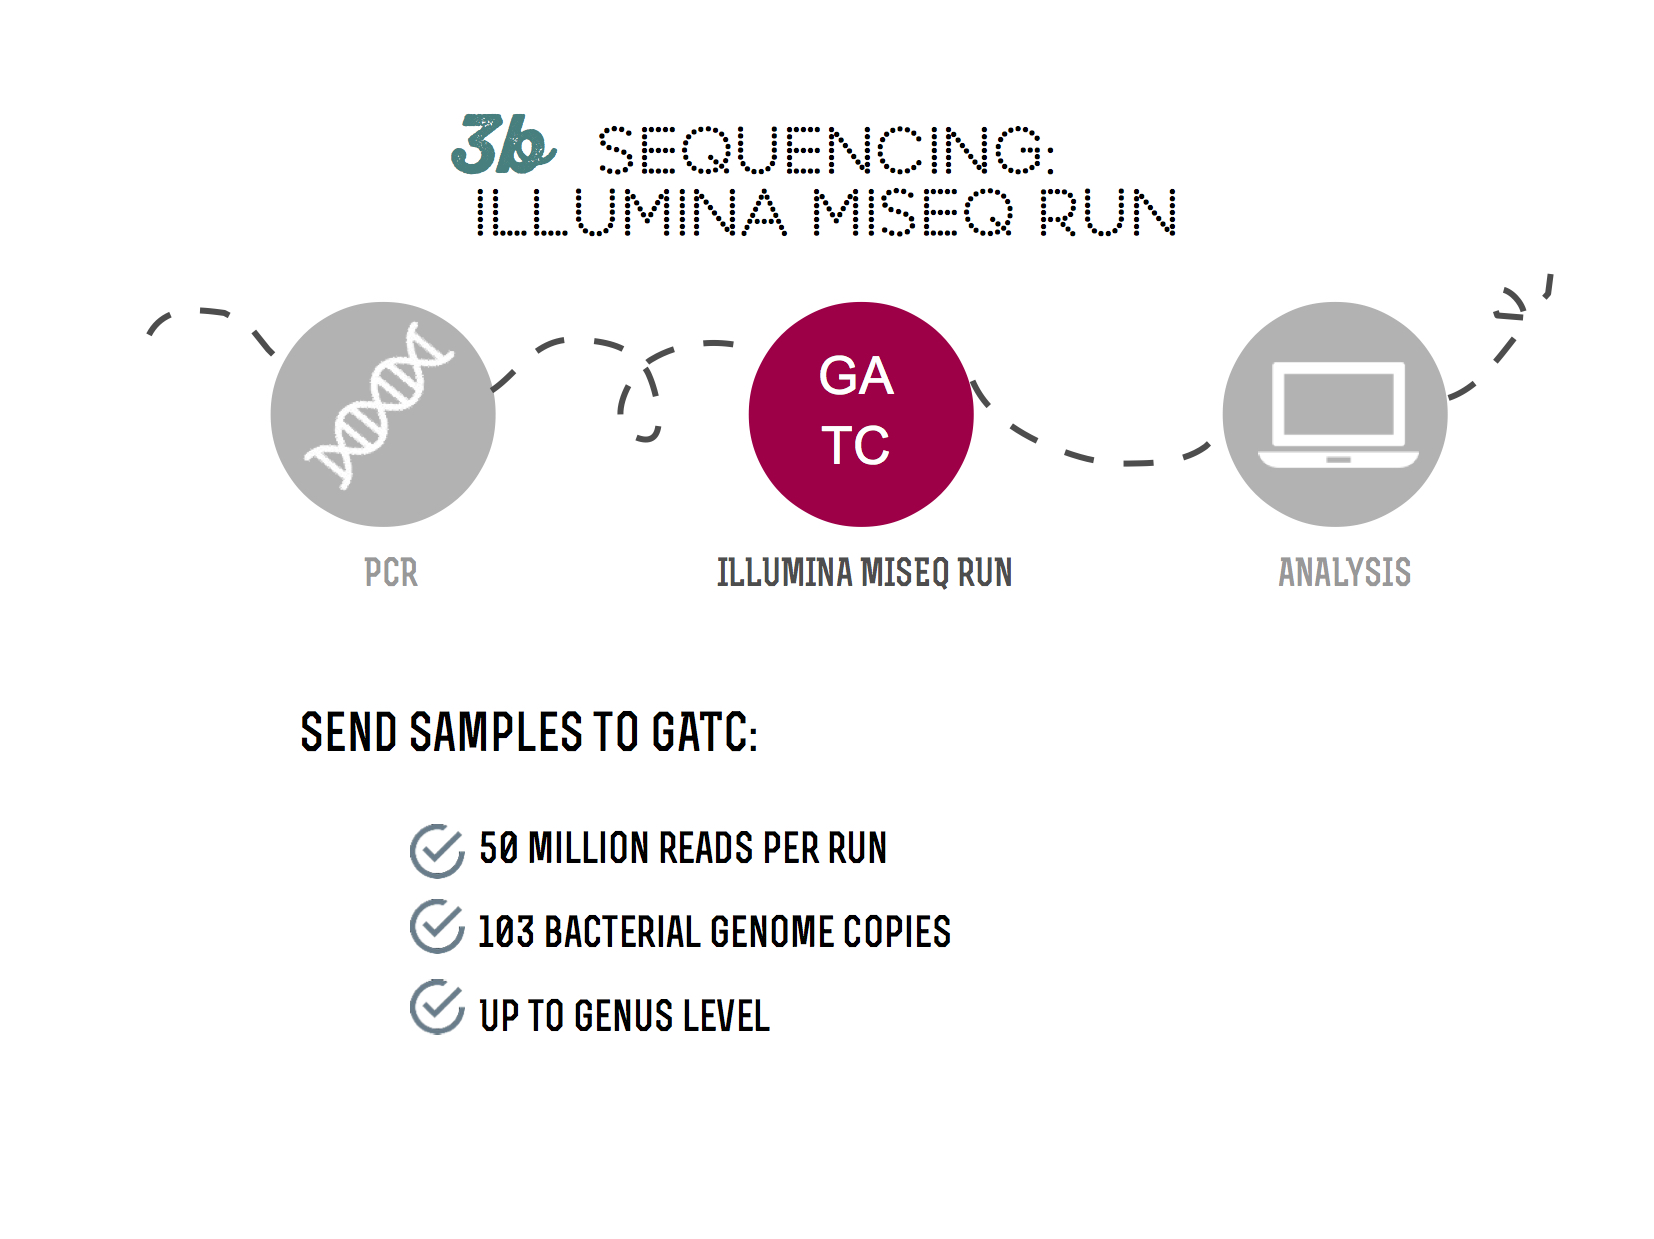 3b SEQUENCING:
ILLUMINA MISEQ RUN
GA
TC
PCR
ILLUMINA MISEQ RUN
ANALYSIS
SEND SAMPLES TO GATC:
50 MILLION READS PER RUN
103 BACTERIAL GENOME COPIES
UP TO GENUS LEVEL